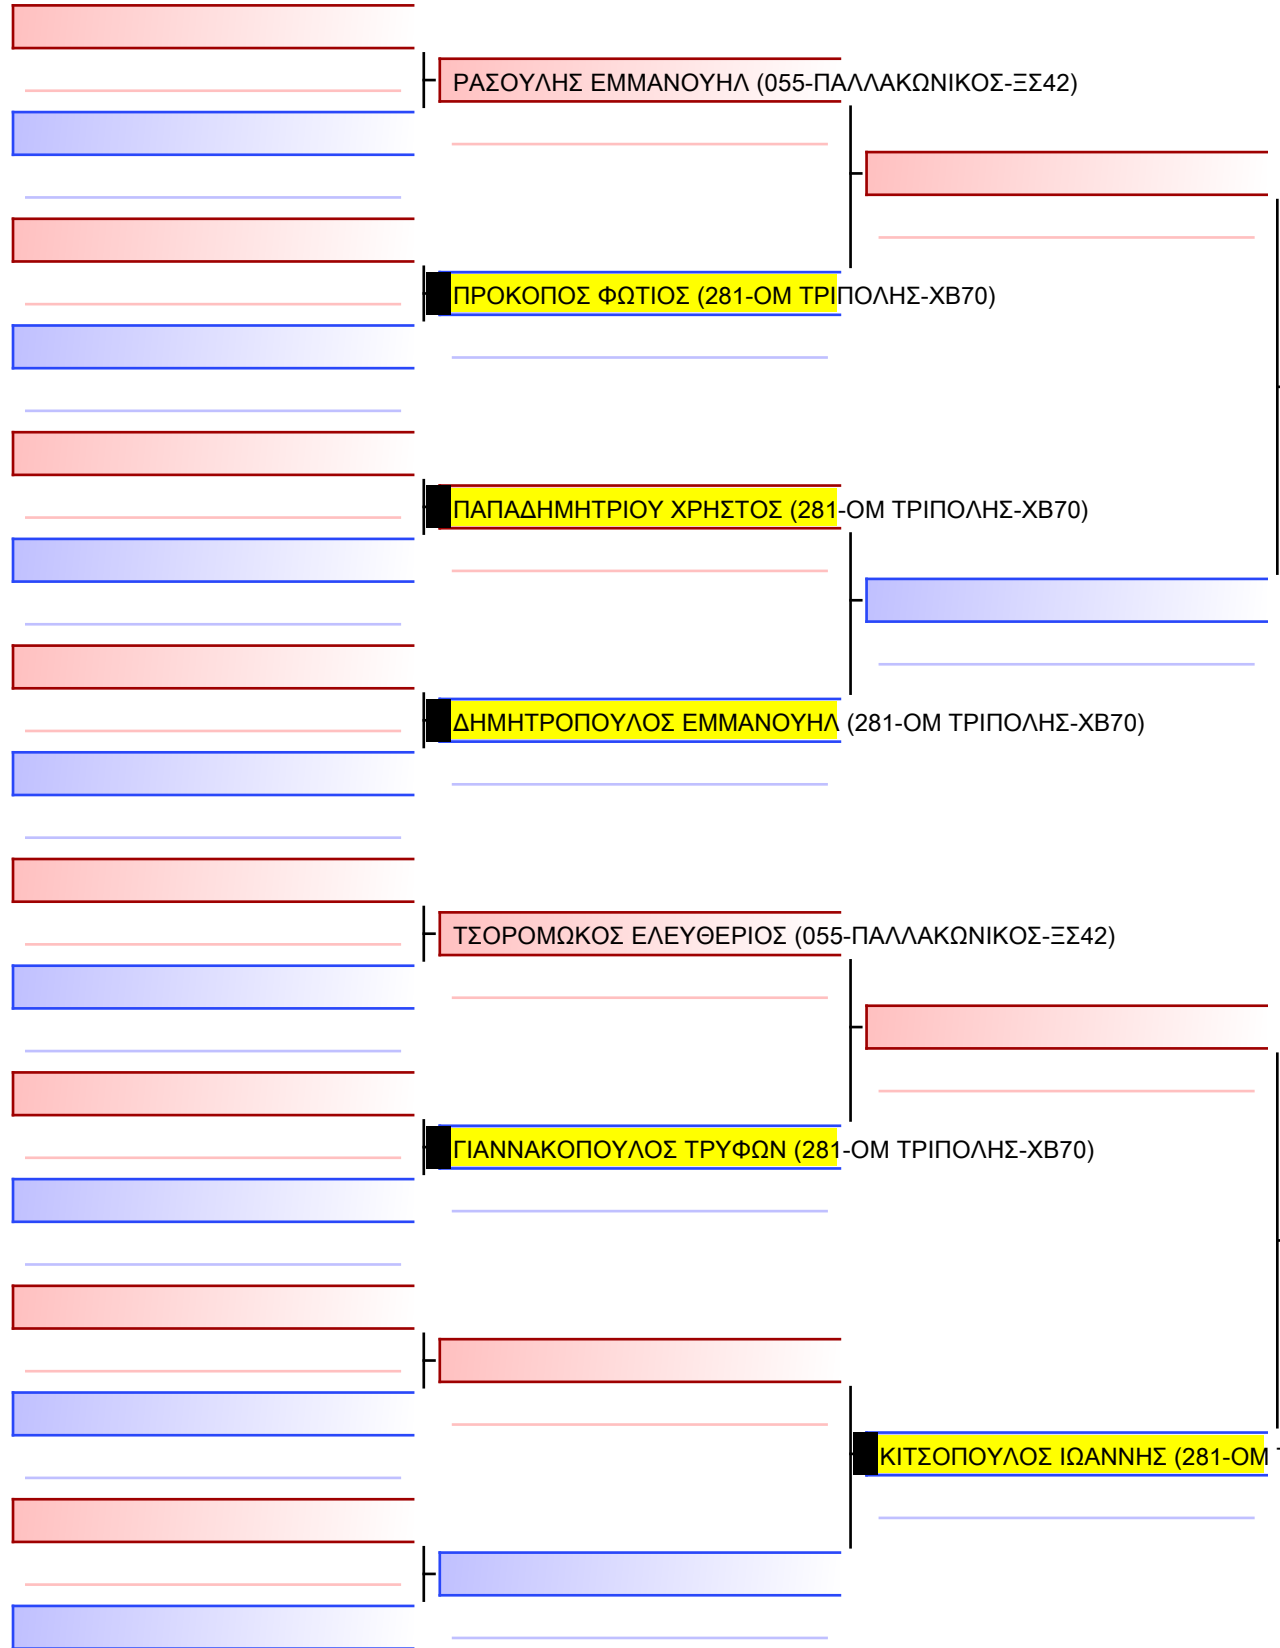 ΡΑΣΟΥΛΗΣ ΕΜΜΑΝΟΥΗΛ (055-ΠΑΛΛΑΚΩΝΙΚΟΣ-ΞΣ42)
ΠΡΟΚΟΠΟΣ ΦΩΤΙΟΣ (281-ΟΜ ΤΡΙΠΟΛΗΣ-ΧΒ70)
ΠΑΠΑΔΗΜΗΤΡΙΟΥ ΧΡΗΣΤΟΣ (281-ΟΜ ΤΡΙΠΟΛΗΣ-ΧΒ70)
ΔΗΜΗΤΡΟΠΟΥΛΟΣ ΕΜΜΑΝΟΥΗΛ (281-ΟΜ ΤΡΙΠΟΛΗΣ-ΧΒ70)
ΤΣΟΡΟΜΩΚΟΣ ΕΛΕΥΘΕΡΙΟΣ (055-ΠΑΛΛΑΚΩΝΙΚΟΣ-ΞΣ42)
ΓΙΑΝΝΑΚΟΠΟΥΛΟΣ ΤΡΥΦΩΝ (281-ΟΜ ΤΡΙΠΟΛΗΣ-ΧΒ70)
ΚΙΤΣΟΠΟΥΛΟΣ ΙΩΑΝΝΗΣ (281-ΟΜ